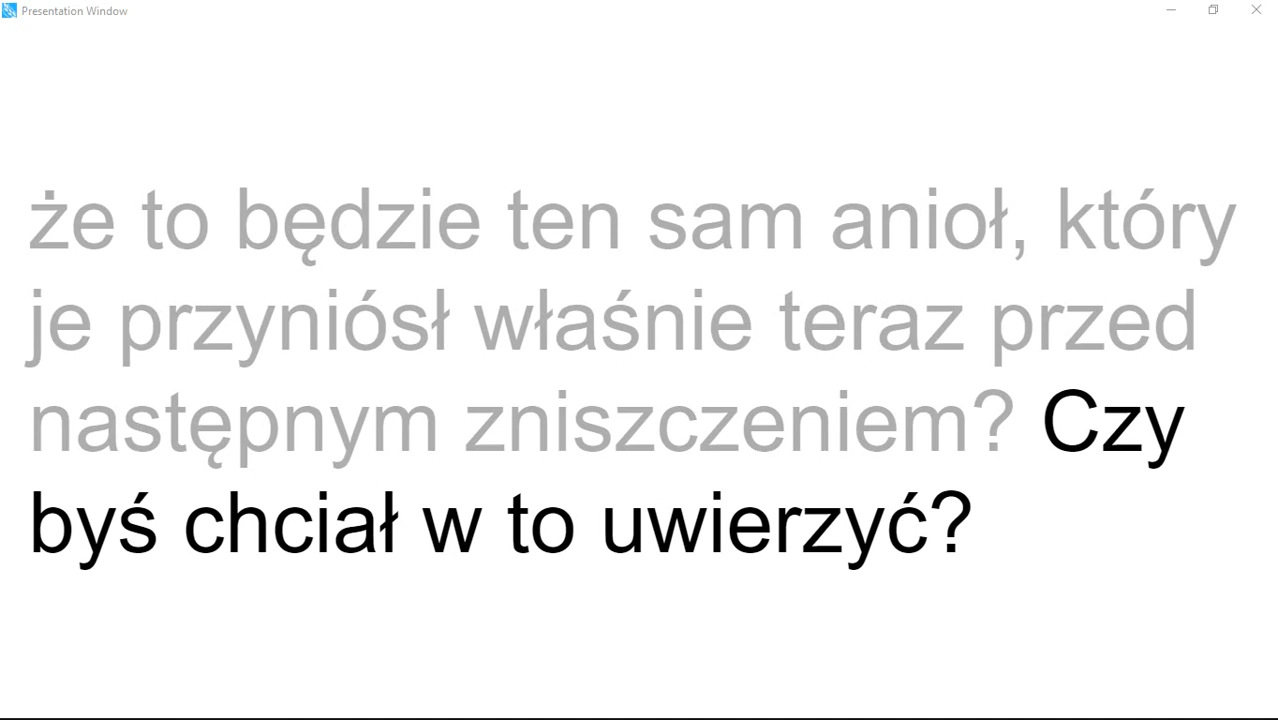 Presentation Window
że to będzie ten sam anioł, który
je przyniósł właśnie teraz przed
następnym zniszczeniem? Czy
byś chciał w to uwierzyć?